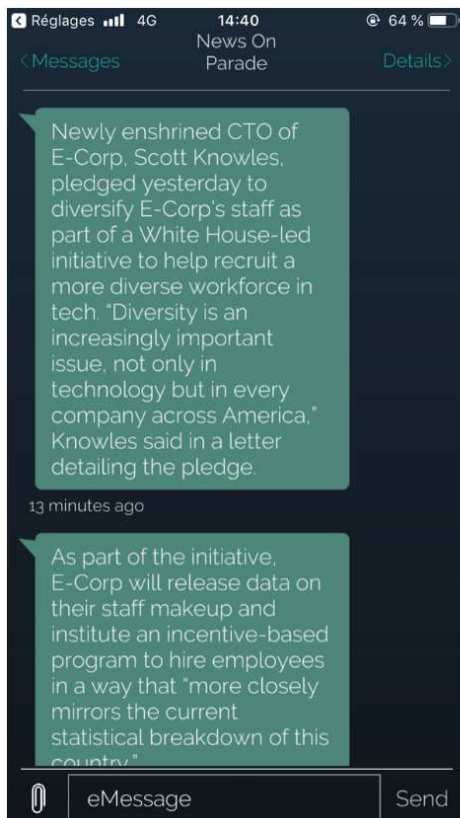 Réglages 4G 14:40 64 %
News On
<Messages Parade Details>
Newly enshrined CTO of
E-Corp, Scott Knowles,
pledged yesterday to
diversify E-Corp's staff as
part of a White House-led
initiative to help recruit a
more diverse workforce in
tech. “Diversity is an
increasingly important
issue, not only in
technology but in every
company across America,”
Knowles said in a letter
detailing the pledge.
13 minutes ago
As part of the initiative,
E-Corp will release data on
their staff makeup and
institute an incentive-based
program to hire employees
in a way that “more closely
mirrors the current
statistical breakdown of this
country.”
eMessage Send